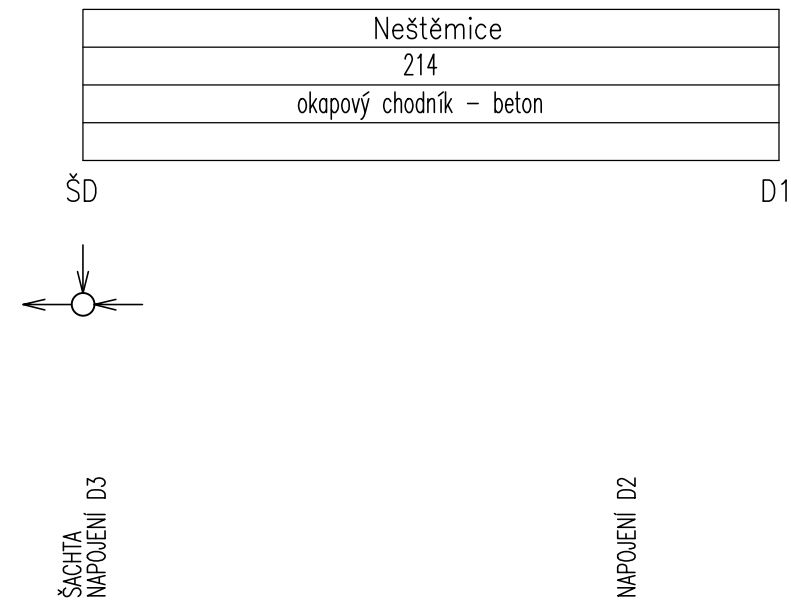 Neštěmice
214
okapový chodník – beton
ŠD
D1
ŠACHTA
NAPOJENÍ D3
NAPOJENÍ D2